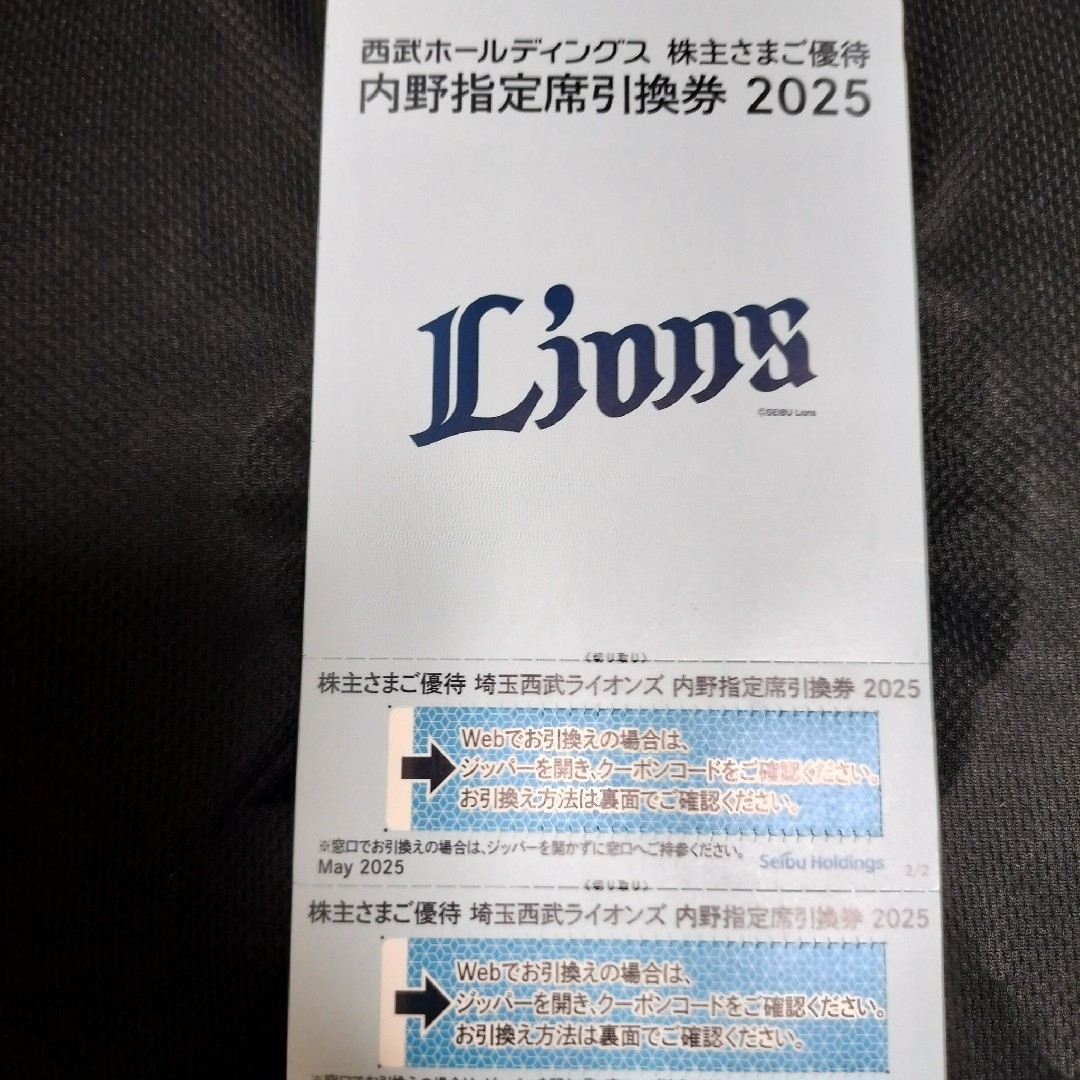 西武ホールディングス 株主さまご優待
内野指定席引換券 2025
Lions
©SEIBU Lions
〈切り取り〉
株主さまご優待 埼玉西武ライオンズ 内野指定席引換券 2025
Webでお引換えの場合は、
ジッパーを開き、クーポンコードをご確認ください。
お引換え方法は裏面でご確認ください。
※窓口でお引換えの場合は、ジッパーを開かずに窓口へご持参ください。
May 2025
Seibu Holdings
2/2
〈切り取り〉
株主さまご優待 埼玉西武ライオンズ 内野指定席引換券 2025
Webでお引換えの場合は、
ジッパーを開き、クーポンコードをご確認ください。
お引換え方法は裏面でご確認ください。